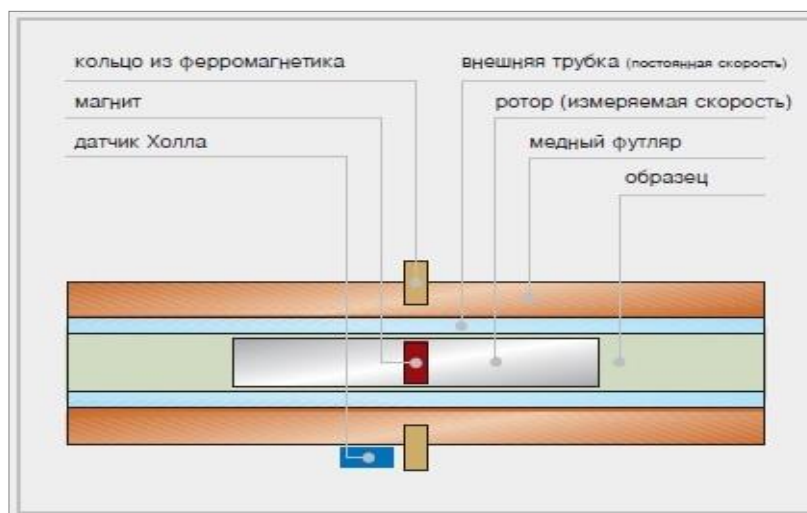 кольцо из ферромагнетика
магнит
датчик Холла
внешняя трубка (постоянная скорость)
ротор (измеряемая скорость)
медный футляр
образец